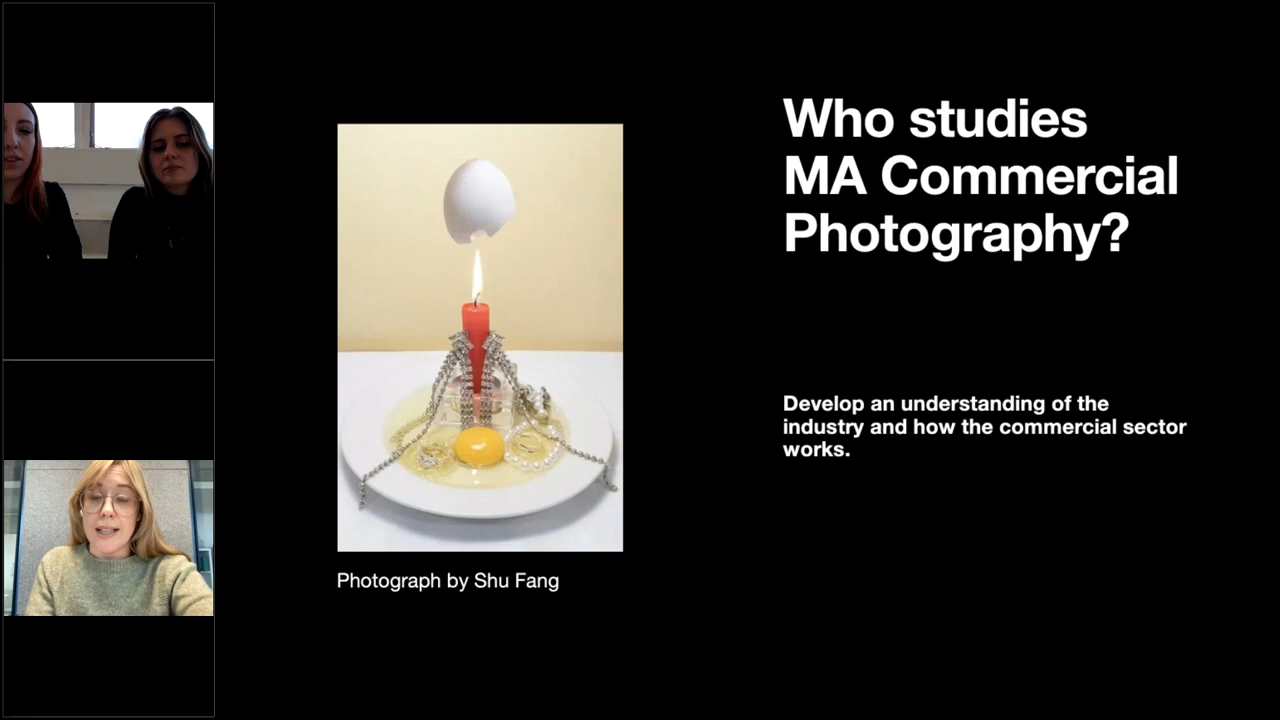 Who studies
MA Commercial
Photography?
Develop an understanding of the
industry and how the commercial sector
works.
Photograph by Shu Fang